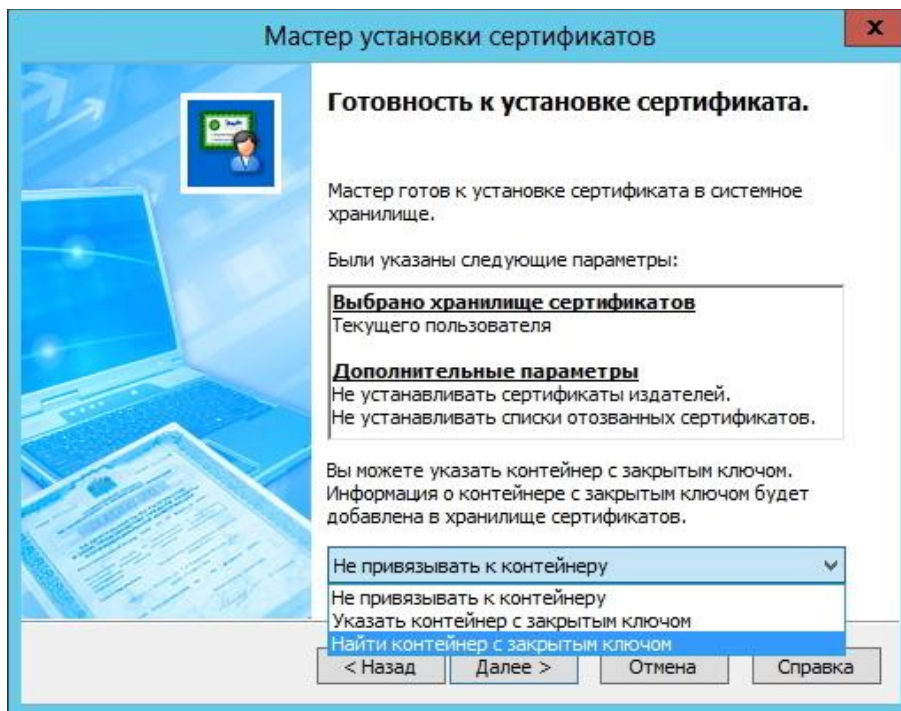 Мастер установки сертификатов
x
Готовность к установке сертификата.
Мастер готов к установке сертификата в системное
хранилище.
Были указаны следующие параметры:
Выбрано хранилище сертификатов
Текущего пользователя
Дополнительные параметры
Не устанавливать сертификаты издателей.
Не устанавливать списки отозванных сертификатов.
Вы можете указать контейнер с закрытым ключом.
Информация о контейнере с закрытым ключом будет
добавлена в хранилище сертификатов.
Не привязывать к контейнеру
Не привязывать к контейнеру
Указать контейнер с закрытым ключом
Найти контейнер с закрытым ключом
< Назад Далее > Отмена Справка